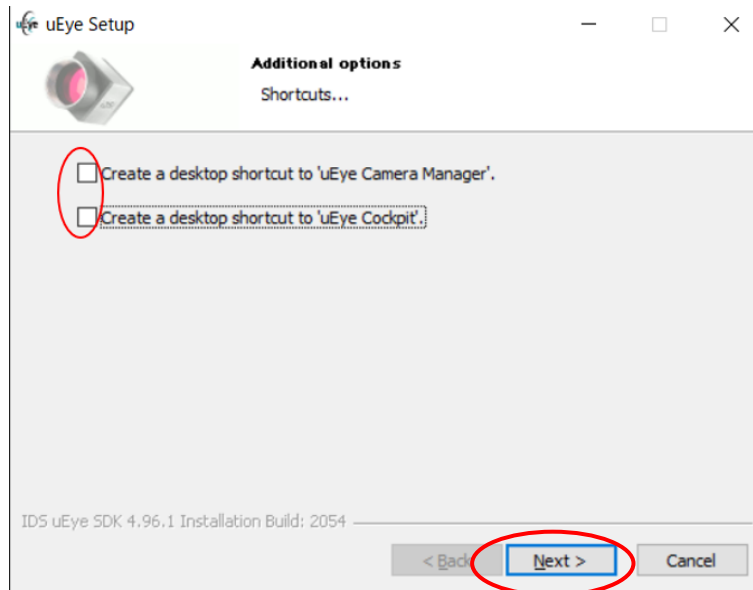 uEye Setup
Additional options
Shortcuts...
Create a desktop shortcut to 'uEye Camera Manager'.
Create a desktop shortcut to 'uEye Cockpit'.
IDS uEye SDK 4.96.1 Installation Build: 2054
< Back Next > Cancel